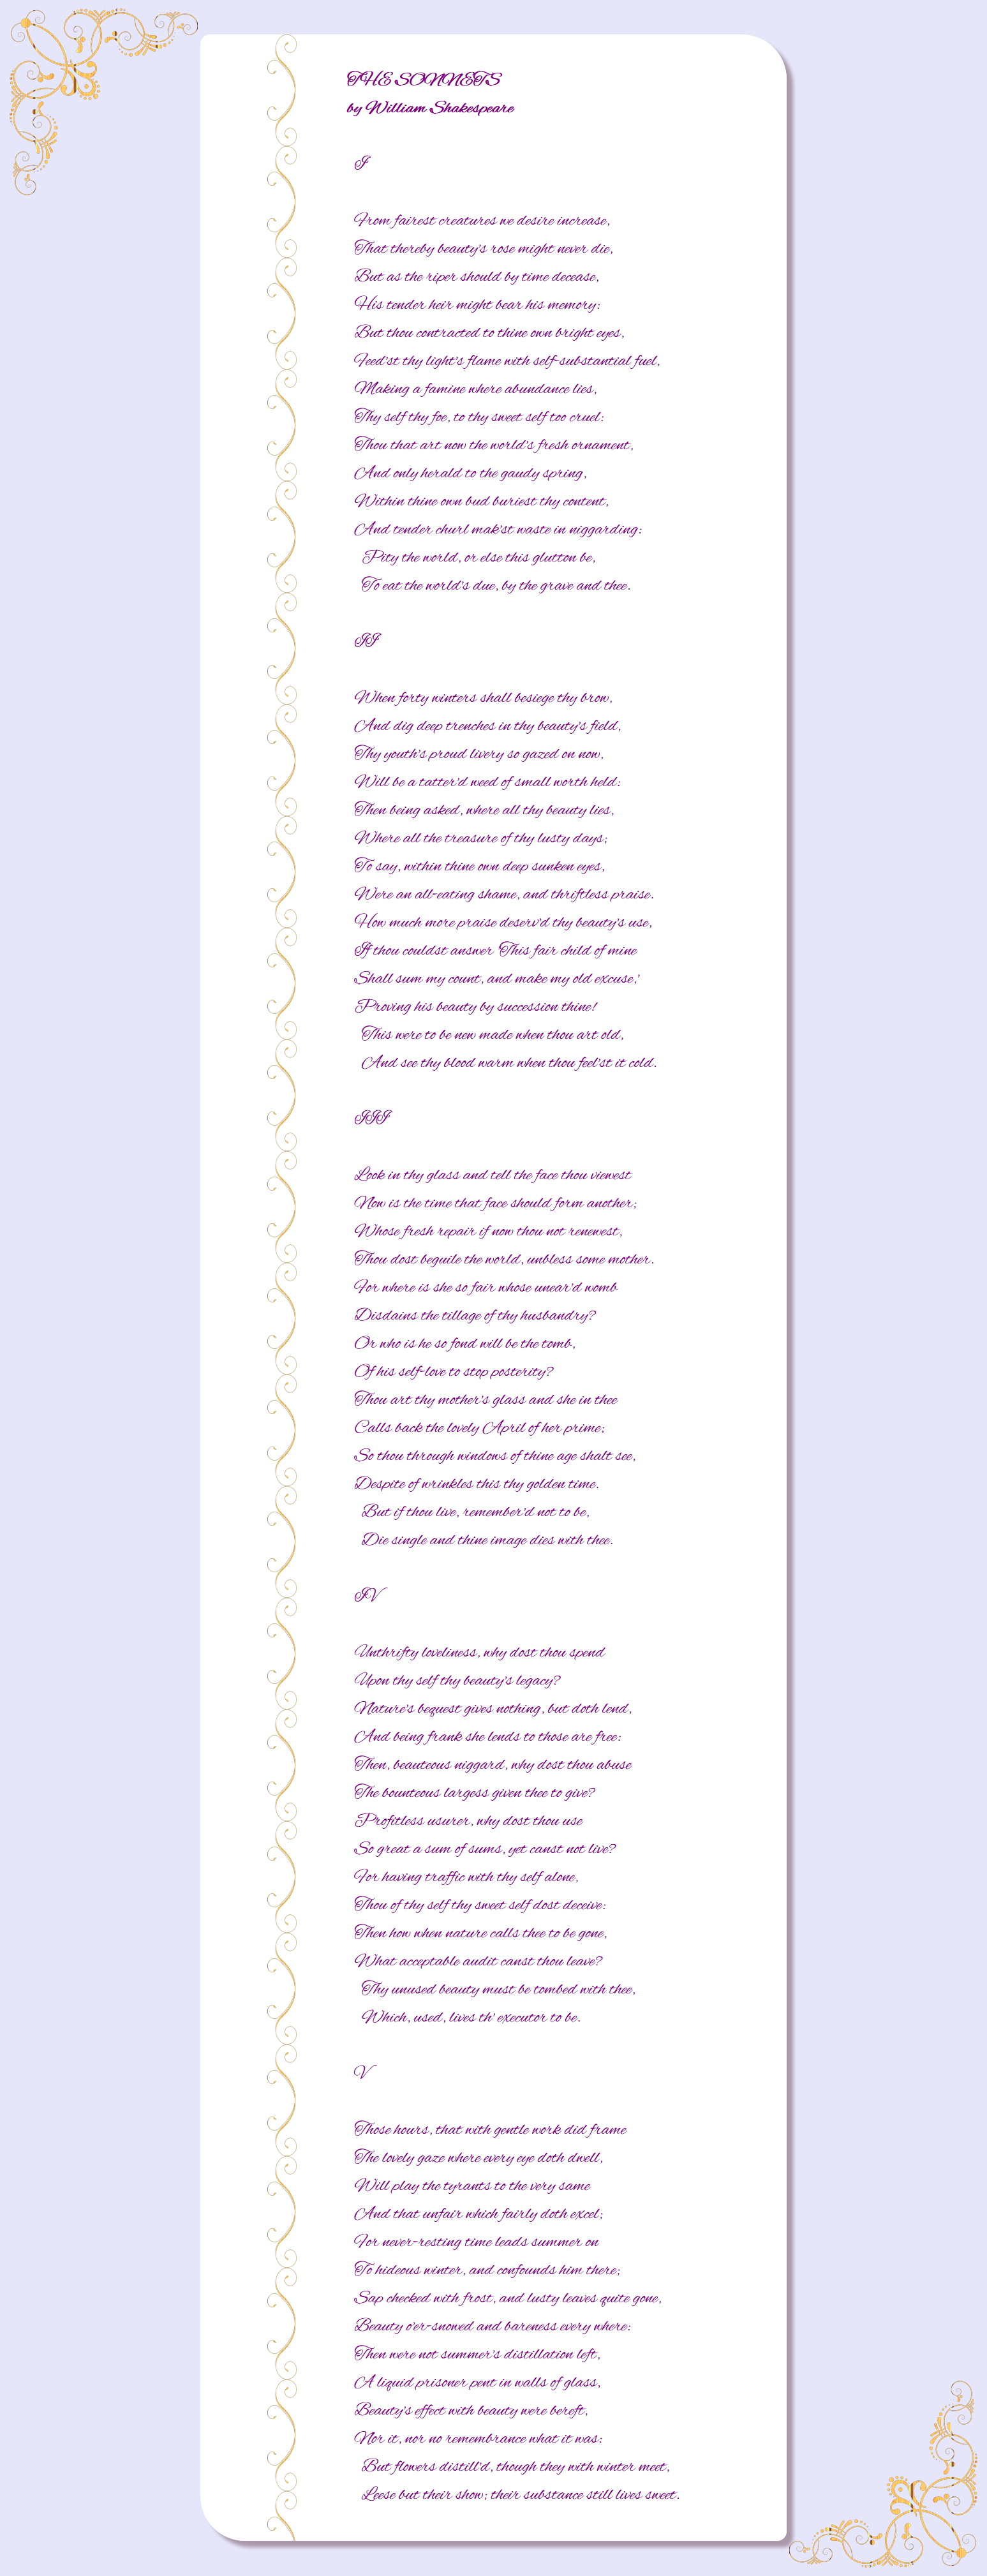 THE SONNETS
by William Shakespeare
I
From fairest creatures we desire increase,
That thereby beauty's rose might never die,
But as the riper should by time decease,
His tender heir might bear his memory:
But thou contracted to thine own bright eyes,
Feed'st thy light's flame with self-substantial fuel,
Making a famine where abundance lies,
Thy self thy foe, to thy sweet self too cruel:
Thou that art now the world's fresh ornament,
And only herald to the gaudy spring,
Within thine own bud buriest thy content,
And tender churl mak'st waste in niggarding:
Pity the world, or else this glutton be,
To eat the world's due, by the grave and thee.
II
When forty winters shall besiege thy brow,
And dig deep trenches in thy beauty's field,
Thy youth's proud livery so gazed on now,
Will be a tatter'd weed of small worth held:
Then being asked, where all thy beauty lies,
Where all the treasure of thy lusty days;
To say, within thine own deep sunken eyes,
Were an all-eating shame, and thriftless praise.
How much more praise deserv'd thy beauty's use,
If thou couldst answer 'This fair child of mine
Shall sum my count, and make my old excuse,'
Proving his beauty by succession thine!
This were to be new made when thou art old,
And see thy blood warm when thou feel'st it cold.
III
Look in thy glass and tell the face thou viewest
Now is the time that face should form another;
Whose fresh repair if now thou not renewest,
Thou dost beguile the world, unbless some mother.
For where is she so fair whose unear'd womb
Disdains the tillage of thy husbandry?
Or who is he so fond will be the tomb,
Of his self-love to stop posterity?
Thou art thy mother's glass and she in thee
Calls back the lovely April of her prime;
So thou through windows of thine age shalt see,
Despite of wrinkles this thy golden time.
But if thou live, remember'd not to be,
Die single and thine image dies with thee.
IV
Unthrifty loveliness, why dost thou spend
Upon thy self thy beauty's legacy?
Nature's bequest gives nothing, but doth lend,
And being frank she lends to those are free:
Then, beauteous niggard, why dost thou abuse
The bounteous largess given thee to give?
Profitless usurer, why dost thou use
So great a sum of sums, yet canst not live?
For having traffic with thy self alone,
Thou of thy self thy sweet self dost deceive:
Then how when nature calls thee to be gone,
What acceptable audit canst thou leave?
Thy unused beauty must be tombed with thee,
Which, used, lives th' executor to be.
V
Those hours, that with gentle work did frame
The lovely gaze where every eye doth dwell,
Will play the tyrants to the very same
And that unfair which fairly doth excel;
For never-resting time leads summer on
To hideous winter, and confounds him there;
Sap checked with frost, and lusty leaves quite gone,
Beauty o'er-snowed and bareness every where:
Then were not summer's distillation left,
A liquid prisoner pent in walls of glass,
Beauty's effect with beauty were bereft,
Nor it, nor no remembrance what it was:
But flowers distill'd, though they with winter meet,
Leese but their show; their substance still lives sweet.